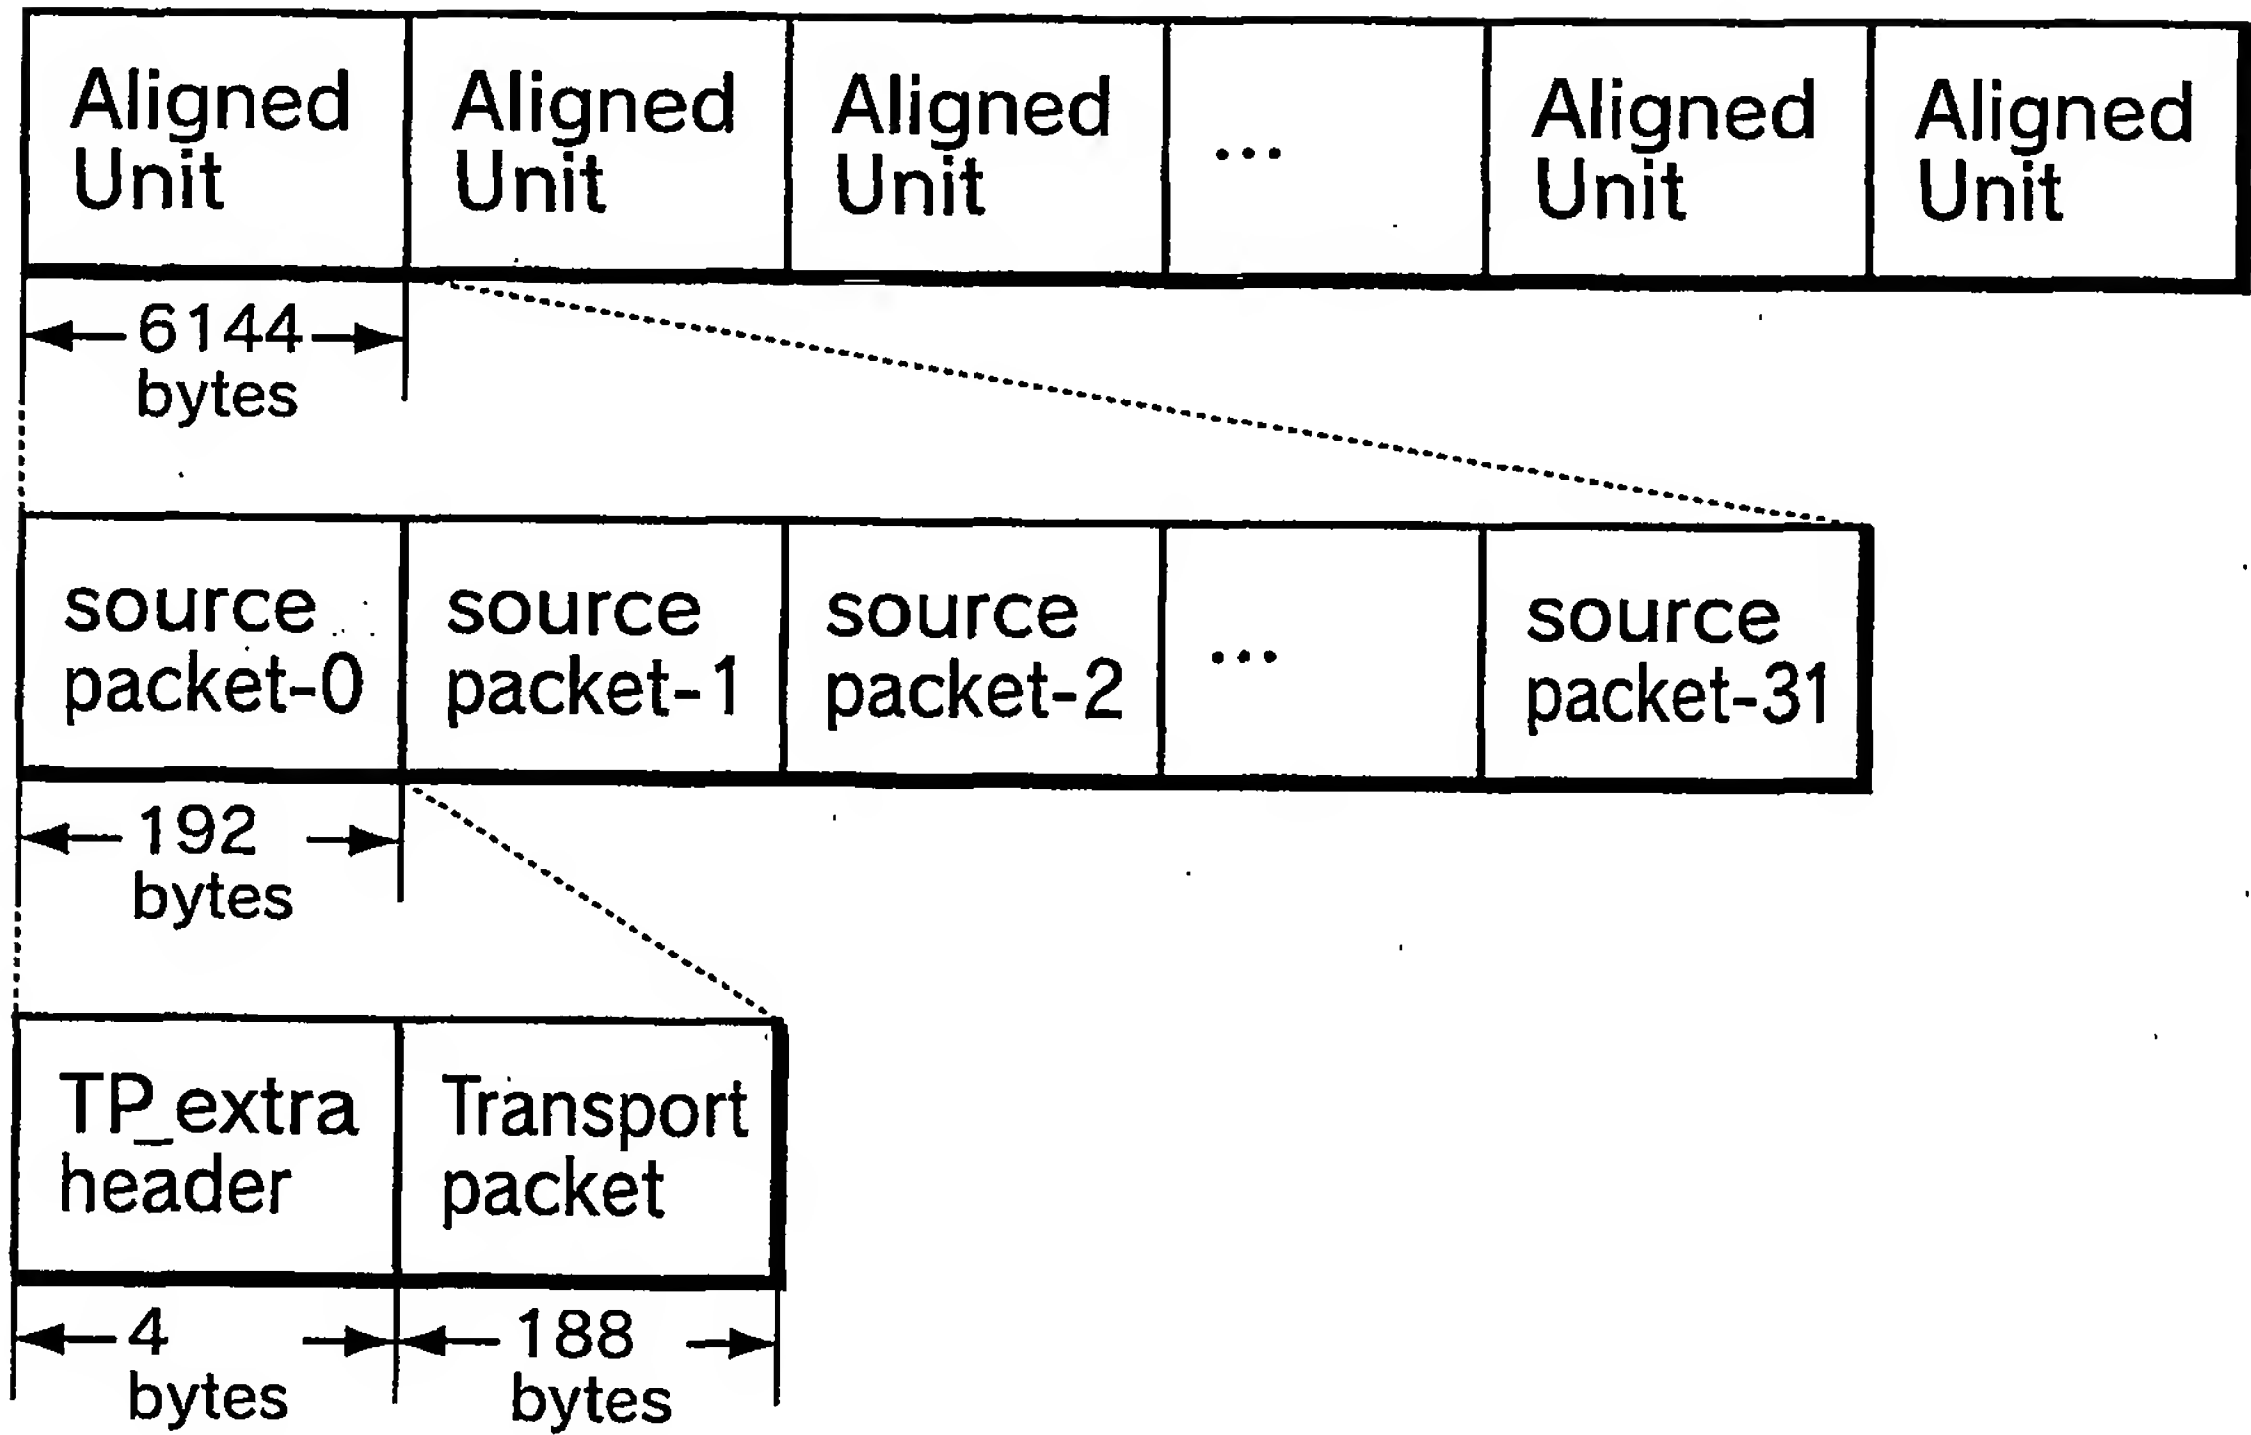 Aligned Unit
Aligned Unit
Aligned Unit
...
Aligned Unit
Aligned Unit
6144 bytes
source packet-0
source packet-1
source packet-2
...
source packet-31
192 bytes
TP_extra header
Transport packet
4 bytes
188 bytes